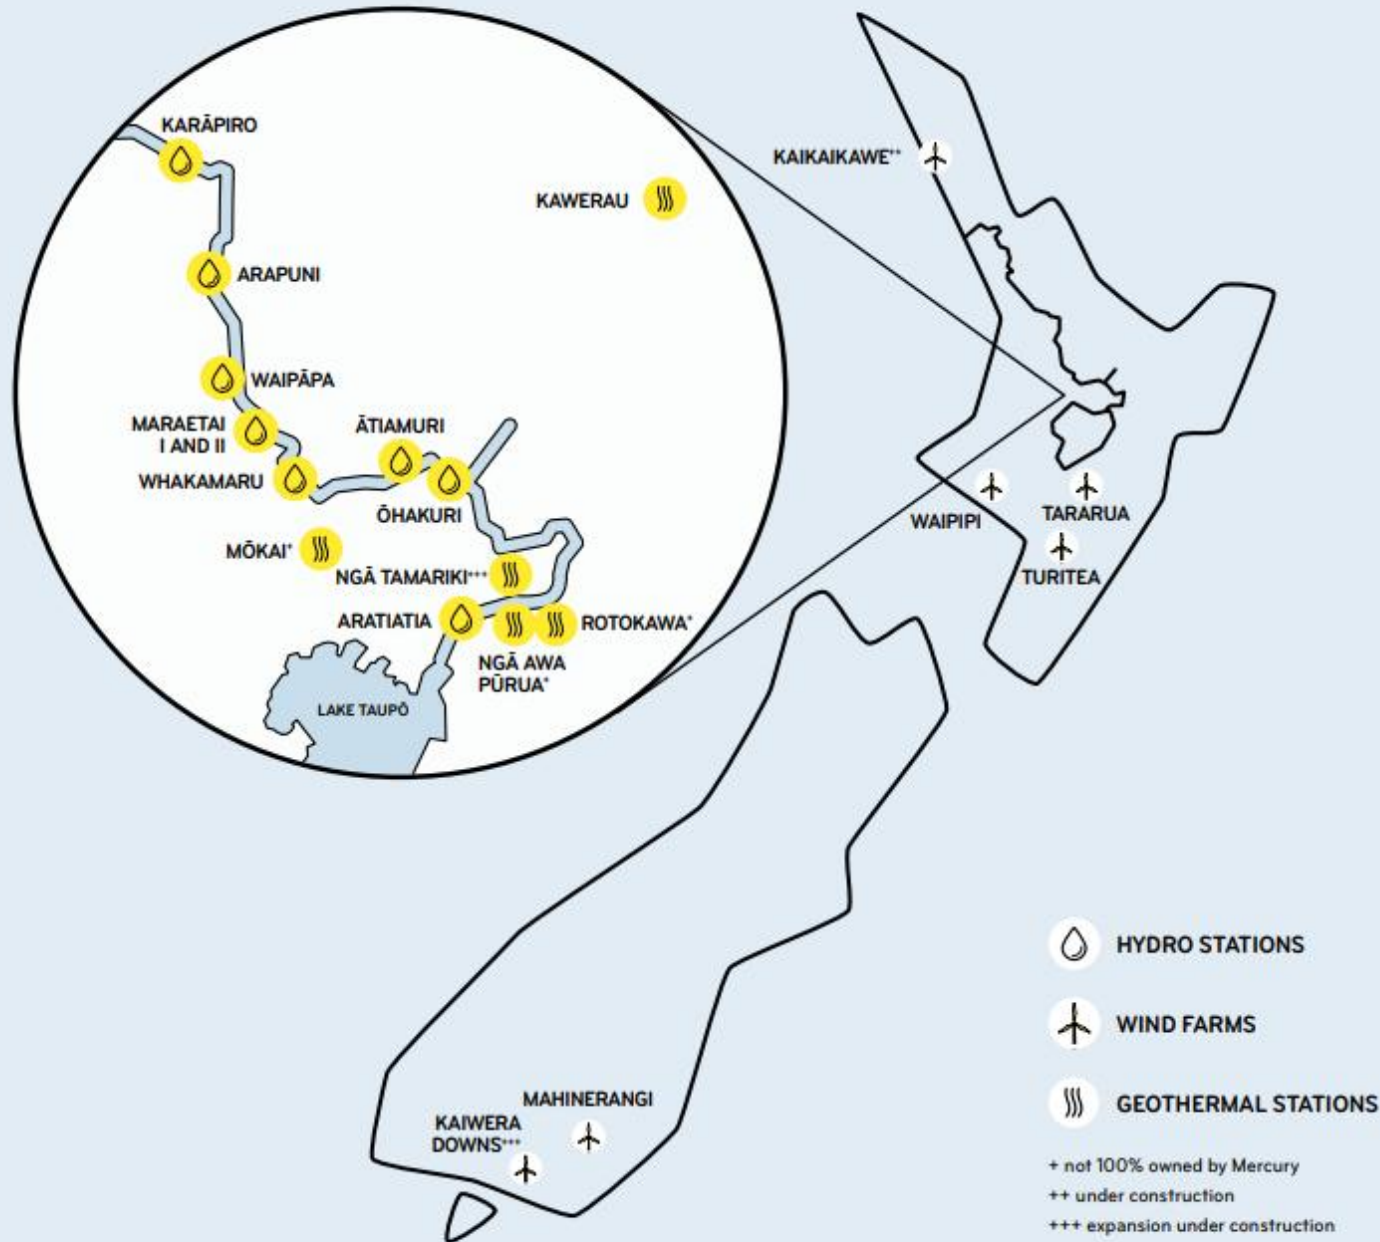 KARĀPIRO
KAWERAU
ARAPUNI
WAIPĀPA
MARAETAI
I AND II
ĀTIAMURI
WHAKAMARU
ŌHAKURI
MŌKAI+
NGĀ TAMARIKI+++
ARATIATIA
ROTOKAWA+
NGĀ AWA
PŪRUA+
LAKE TAUPŌ
KAIKAIKAWE++
WAIPIPI
TARARUA
TURITEA
MAHINERANGI
KAIWERA
DOWNS+++
HYDRO STATIONS
WIND FARMS
GEOTHERMAL STATIONS
+ not 100% owned by Mercury
++ under construction
+++ expansion under construction